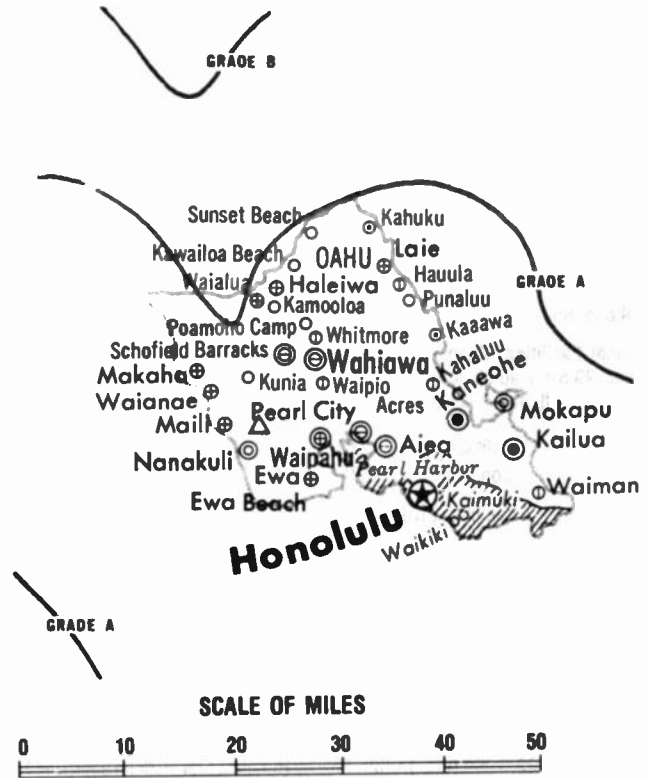 GRADE B
Sunset Beach
Kahuku
Kawailoa Beach
OAHU
Laie
Waialua
Haleiwa
Hauula
GRADE A
Kamooloa
Punaluu
Poamoho Camp
Whitmore
Kaaawa
Schofield Barracks
Wahiawa
Kahaluu
Makaha
Kunia
Waipio
Acres
Kaneohe
Waianae
Mokapu
Maili
Pearl City
Kailua
Nanakuli
Waipahu
Aiea
Pearl Harbor
Ewa
Waiman
Ewa Beach
Kaimuki
Honolulu
Waikiki
GRADE A
SCALE OF MILES
0 10 20 30 40 50